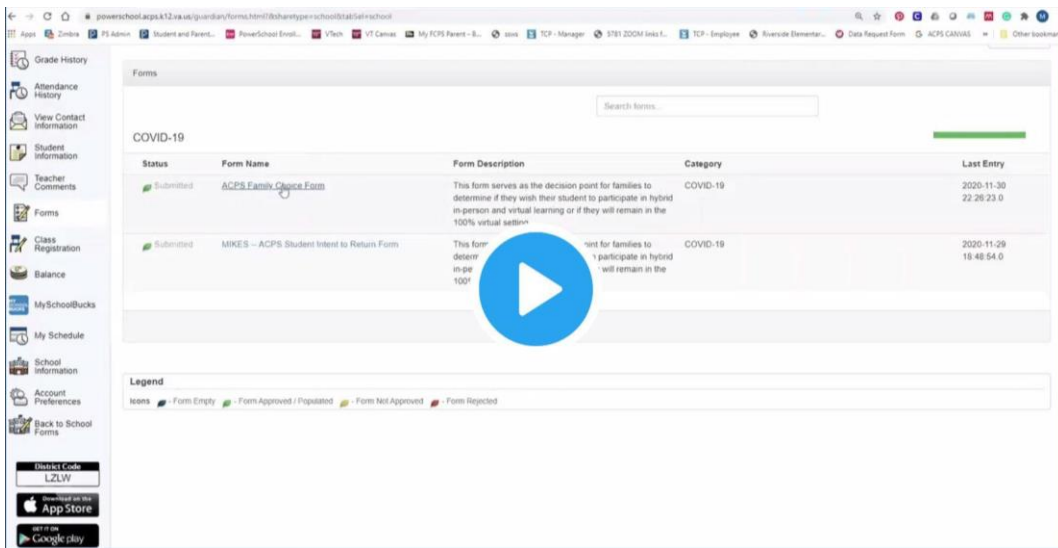 powerschool.acps.k12.va.us/guardian/forms.html?&sharetype=school&tabSel=school
Apps Zimbra PS Admin Student and Parent... PowerSchool Enroll... VTech VT Canvas My FCPS Parent - B... TCP - Manager 5781 ZOOM links f... TCP - Employee Riverside Elementar... Data Request Form ACPS CANVAS Other bookmar
Grade History
Attendance
History
View Contact
Information
Student
Information
Teacher
Comments
Forms
Class
Registration
Balance
MySchoolBucks
My Schedule
School
Information
Account
Preferences
Back to School
Forms
District Code
LZLW
Download on the
App Store
GET IT ON
Google play
Forms
Search forms...
COVID-19
Status Form Name Form Description Category Last Entry
Submitted ACPS Family Choice Form This form serves as the decision point for families to COVID-19 2020-11-30
determine if they wish their student to participate in hybrid 22:26:23.0
in-person and virtual learning or if they will remain in the
100% virtual setting
Submitted MIKES – ACPS Student Intent to Return Form This form point for families to COVID-19 2020-11-29
participate in hybrid 18:48:54.0
will remain in the
Legend
Icons - Form Empty - Form Approved / Populated - Form Not Approved - Form Rejected